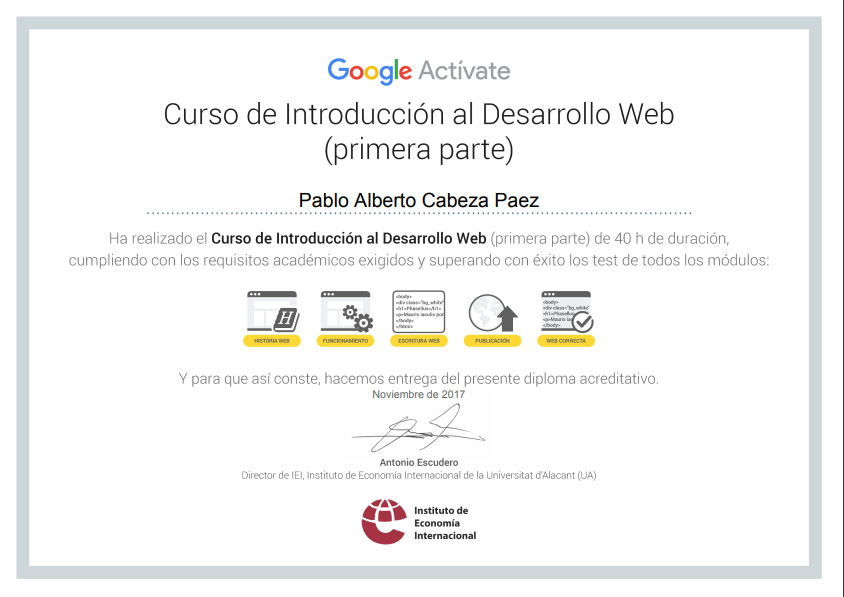 Google Actívate
Curso de Introducción al Desarrollo Web
(primera parte)
Pablo Alberto Cabeza Paez
Ha realizado el Curso de Introducción al Desarrollo Web (primera parte) de 40 h de duración,
cumpliendo con los requisitos académicos exigidos y superando con éxito los test de todos los módulos:
H
<body>
<div class="bg_white"
<h1>Phasellus</h1>
<p>Mauris iaculis por
</body>
</html>
<body>
<div class="bg_white"
<h1>Phasellu
<p>Mauris
</body>
HISTORIA WEB
FUNCIONAMIENTO
ESCRITURA WEB
PUBLICACIÓN
WEB CORRECTA
Y para que así conste, hacemos entrega del presente diploma acreditativo.
Noviembre de 2017
Antonio Escudero
Director de IEI, Instituto de Economía Internacional de la Universitat d'Alacant (UA)
Instituto de
Economía
Internacional